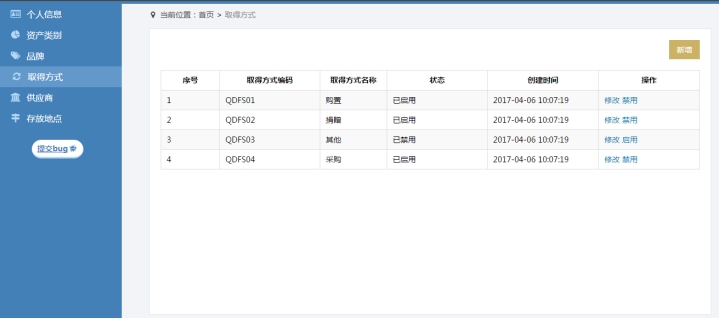 个人信息
资产类别
品牌
取得方式
供应商
存放地点
提交bug
当前位置：首页 > 取得方式
新增
序号 取得方式编码 取得方式名称 状态 创建时间 操作
1 QDFS01 购置 已启用 2017-04-06 10:07:19 修改 禁用
2 QDFS02 捐赠 已启用 2017-04-06 10:07:19 修改 禁用
3 QDFS03 其他 已禁用 2017-04-06 10:07:19 修改 启用
4 QDFS04 采购 已启用 2017-04-06 10:07:19 修改 禁用